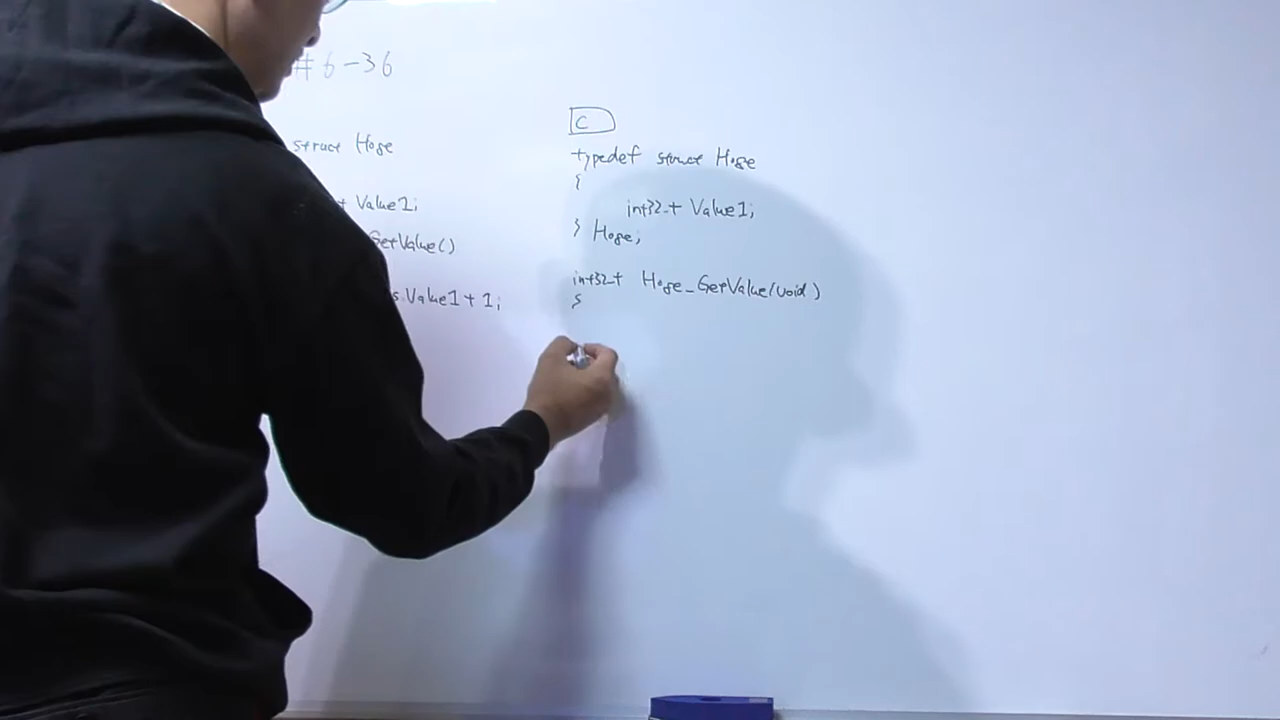 # 6-36
struct Hoge
Value1;
GetValue()
s.Value1 + 1;
C
typedef struct Hoge
{
int32_t Value1;
} Hoge;
int32_t Hoge_GetValue(void)
{